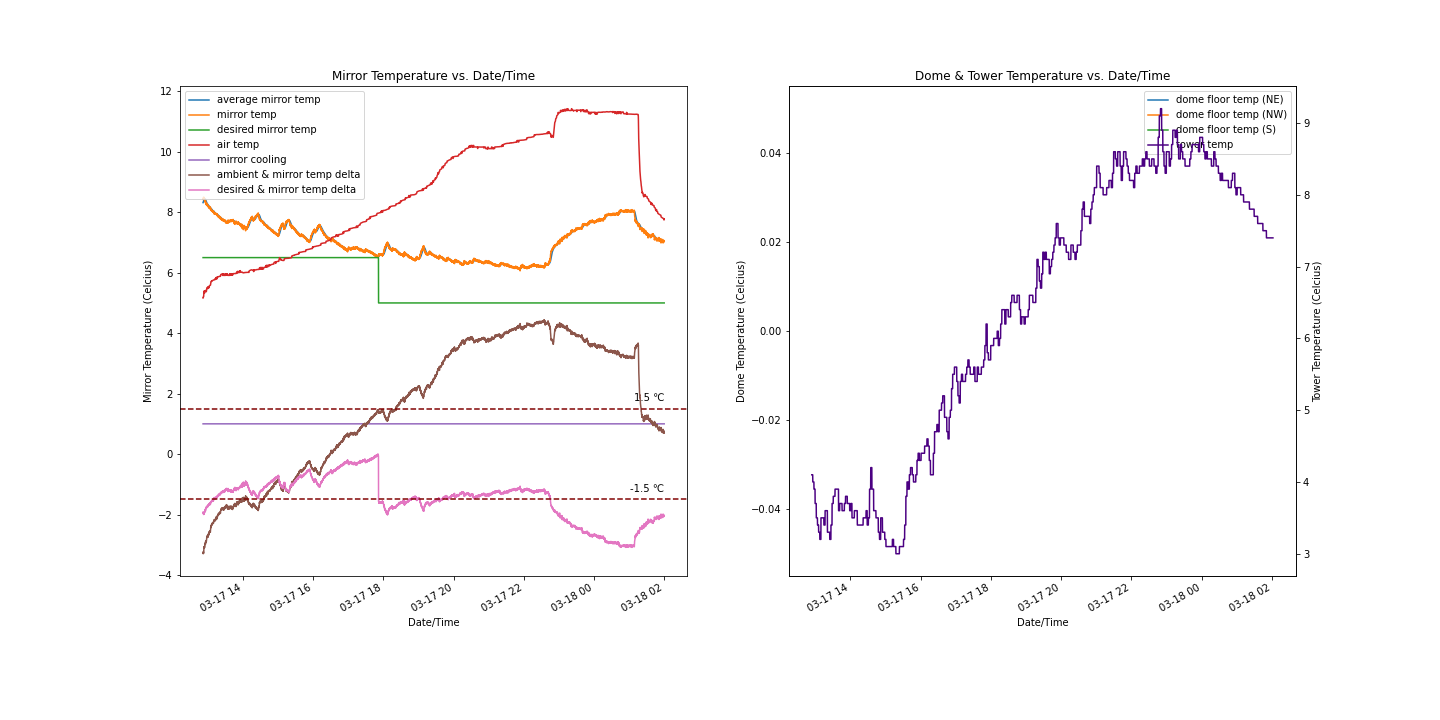 Mirror Temperature vs. Date/Time
average mirror temp
mirror temp
desired mirror temp
air temp
mirror cooling
ambient & mirror temp delta
desired & mirror temp delta
12
10
8
6
4
2
0
−2
−4
Mirror Temperature (Celcius)
1.5 °C
-1.5 °C
03-17 14
03-17 16
03-17 18
03-17 20
03-17 22
03-18 00
03-18 02
Date/Time
Dome & Tower Temperature vs. Date/Time
dome floor temp (NE)
dome floor temp (NW)
dome floor temp (S)
tower temp
0.04
0.02
0.00
−0.02
−0.04
Dome Temperature (Celcius)
9
8
7
6
5
4
3
Tower Temperature (Celcius)
03-17 14
03-17 16
03-17 18
03-17 20
03-17 22
03-18 00
03-18 02
Date/Time